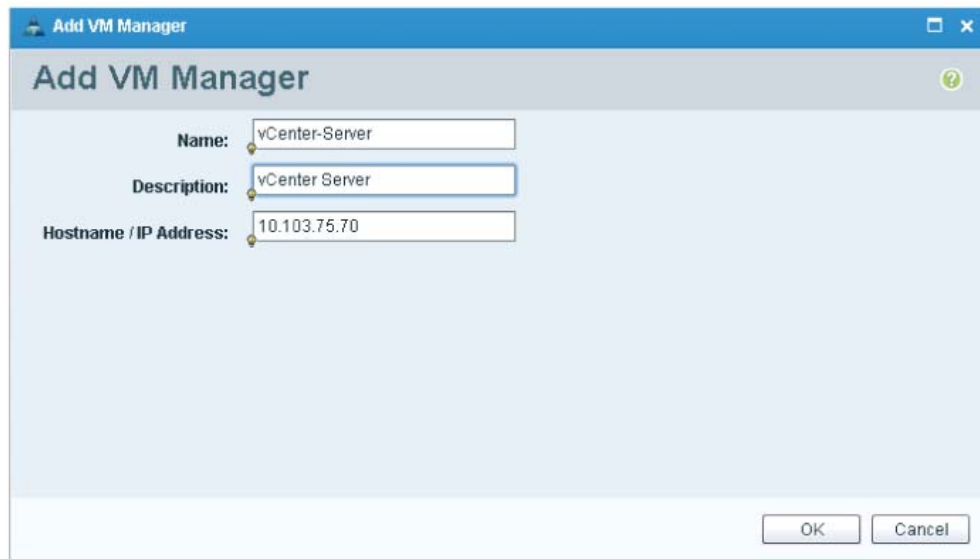 Add VM Manager
Add VM Manager
?
Name: vCenter-Server
Description: vCenter Server
Hostname / IP Address: 10.103.75.70
OK Cancel